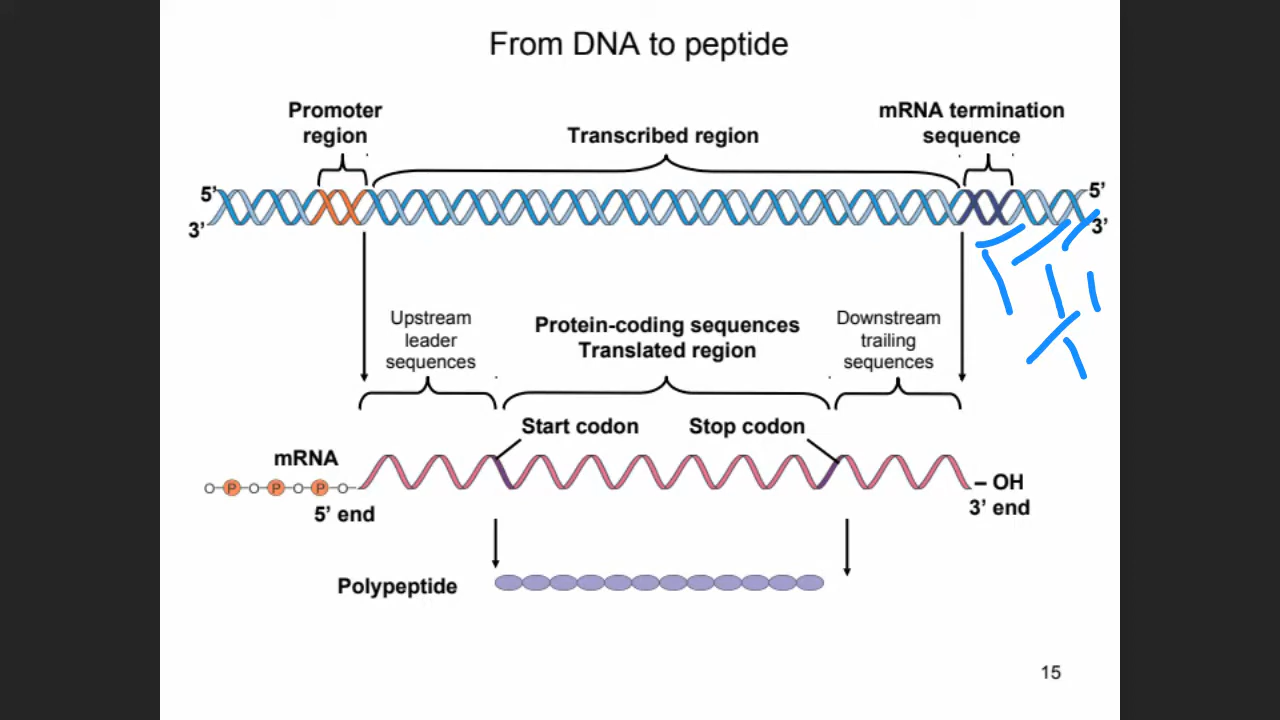 From DNA to peptide
Promoter
region
Transcribed region
mRNA termination
sequence
5’
3’
5’
3’
Upstream
leader
sequences
Protein-coding sequences
Translated region
Downstream
trailing
sequences
Start codon
Stop codon
mRNA
O P O P O P O
5’ end
– OH
3’ end
Polypeptide
15